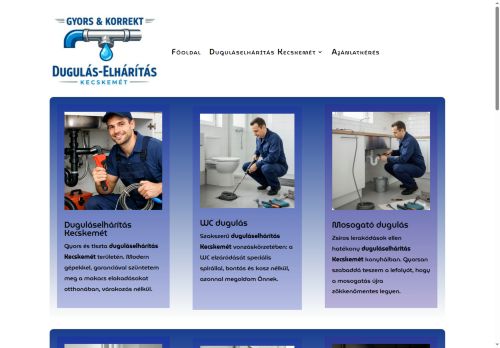 GYORS & KORREKT
DUGULÁS-ELHÁRÍTÁS
KECSKEMÉT
Főoldal Duguláselhárítás Kecskemét Ajánlatkérés
Duguláselhárítás
Kecskemét
Gyors és tiszta duguláselhárítás
Kecskemét területén. Modern
gépekkel, garanciával szüntetem
meg a makacs elakadásokat
otthonában, várakozás nélkül.
WC dugulás
Szakszerű duguláselhárítás
Kecskemét vonzáskörzetében: a
WC elzáródását speciális
spirállal, bontás és kosz nélkül,
azonnal megoldom Önnek.
Mosogató dugulás
Zsíros lerakódások ellen
hatékony duguláselhárítás
Kecskemét konyháiban. Gyorsan
szabaddá teszem a lefolyót, hogy
a mosogatás újra
zökkenőmentes legyen.